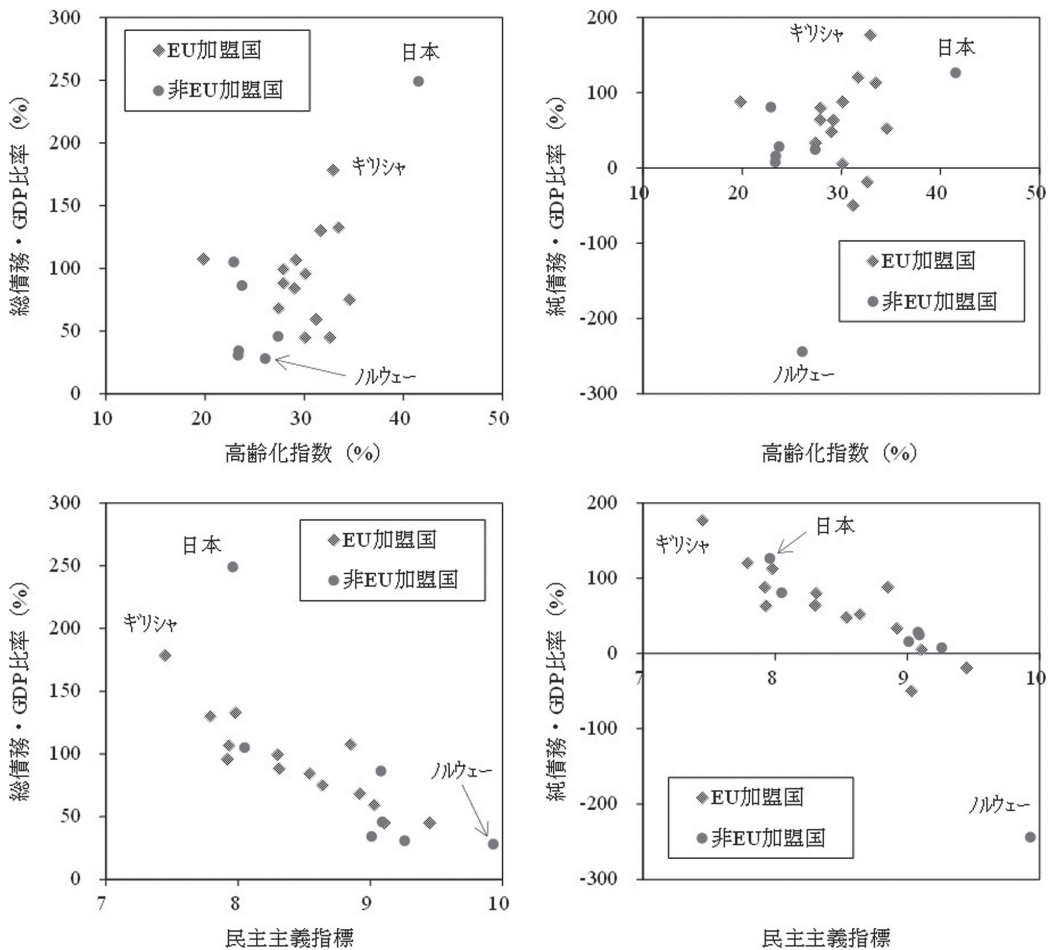 300
250
200
150
100
50
0
10
20
30
40
50
総債務・GDP比率（%）
高齢化指数（%）
EU加盟国
非EU加盟国
日本
ギリシャ
ノルウェー
200
100
0
-100
-200
-300
10
20
30
40
50
純債務・GDP比率（%）
高齢化指数（%）
ギリシャ
日本
EU加盟国
非EU加盟国
ノルウェー
300
250
200
150
100
50
0
7
8
9
10
総債務・GDP比率（%）
民主主義指標
EU加盟国
非EU加盟国
日本
ギリシャ
ノルウェー
200
100
0
-100
-200
-300
7
8
9
10
純債務・GDP比率（%）
民主主義指標
ギリシャ
日本
EU加盟国
非EU加盟国
ノルウェー